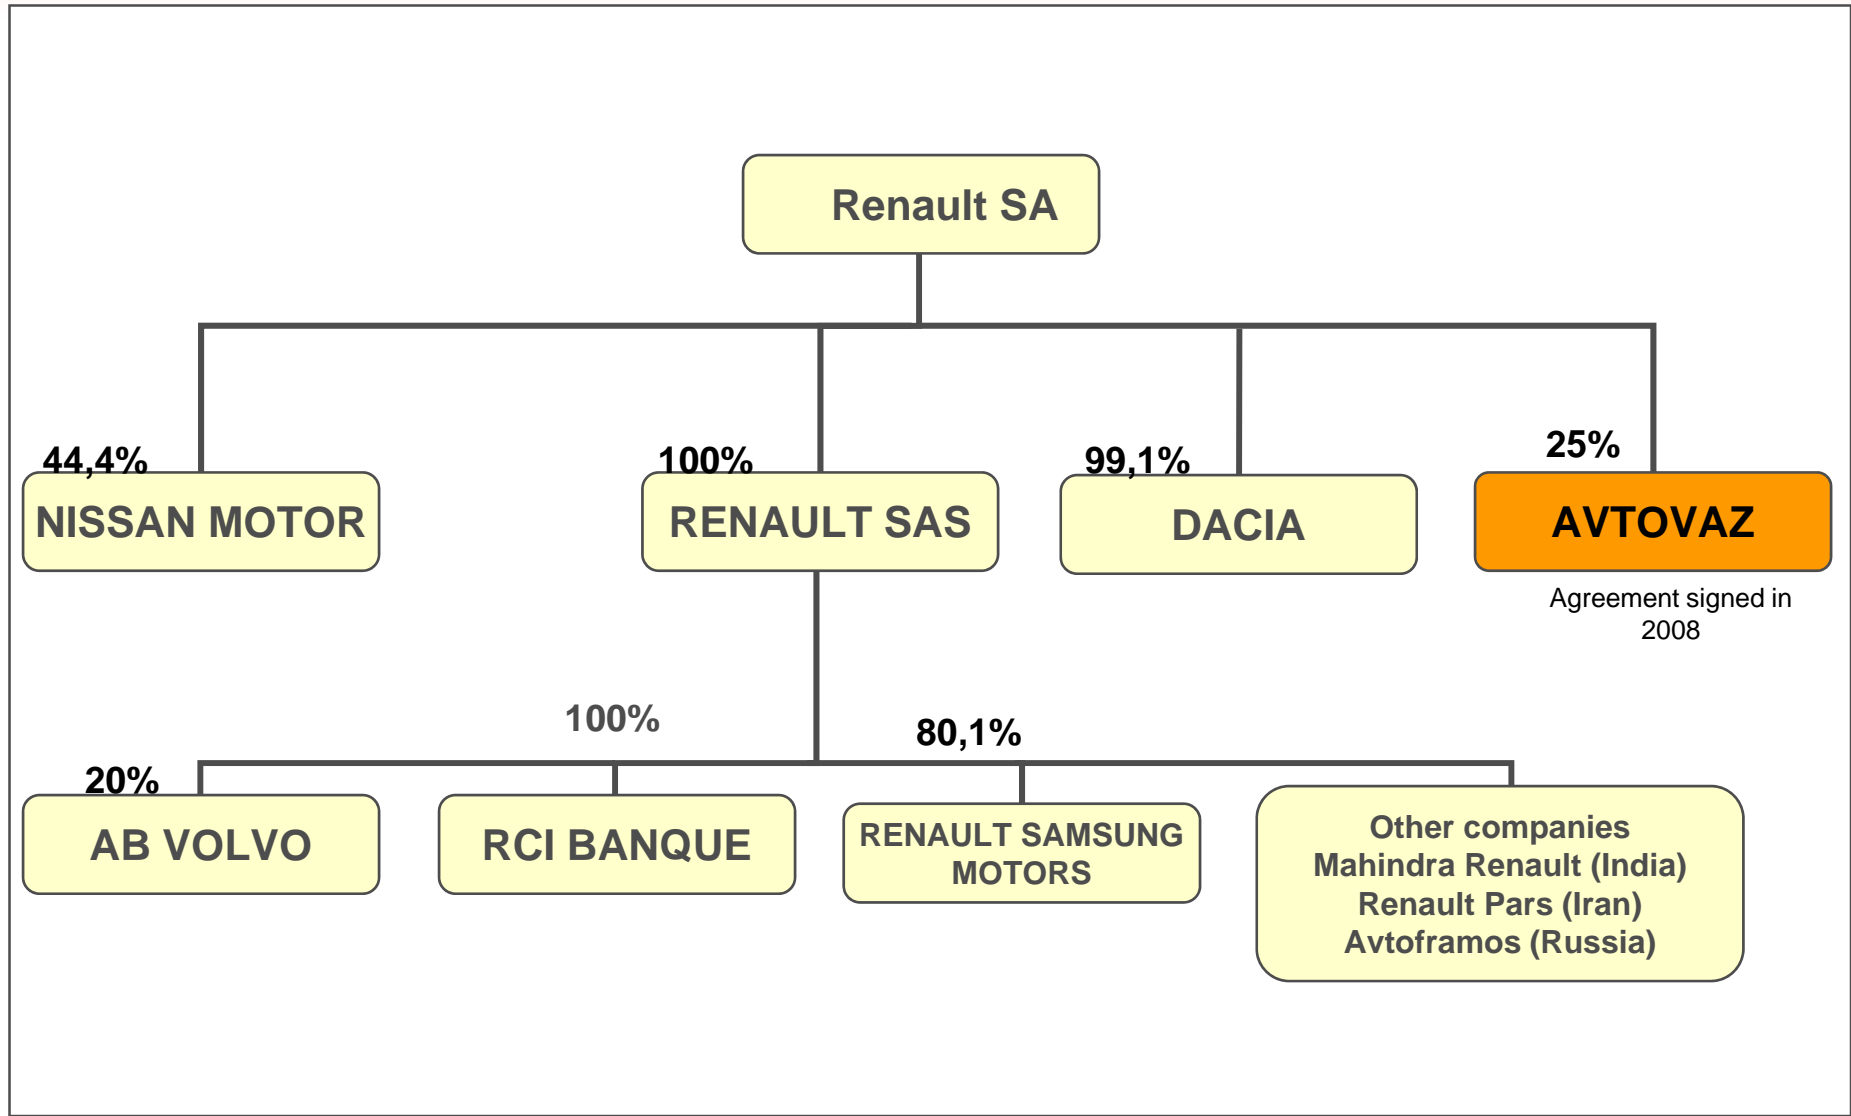 Renault SA
44,4%
100%
99,1%
25%
NISSAN MOTOR
RENAULT SAS
DACIA
AVTOVAZ
Agreement signed in
2008
100%
80,1%
20%
AB VOLVO
RCI BANQUE
RENAULT SAMSUNG
MOTORS
Other companies
Mahindra Renault (India)
Renault Pars (Iran)
Avtoframos (Russia)